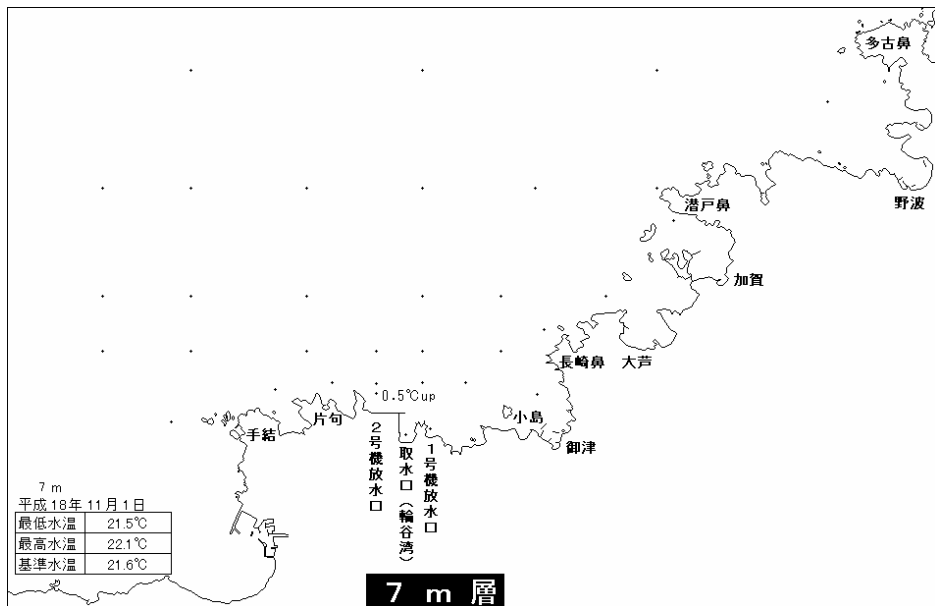 多古鼻
潜戸鼻
野波
加賀
長崎鼻
大芦
0.5℃up
小島
片句
手結
御津
2号機放水口
取水口(輪谷湾)
1号機放水口
7 m
平成18年11月1日
最低水温 21.5℃
最高水温 22.1℃
基準水温 21.6℃
7 m 層